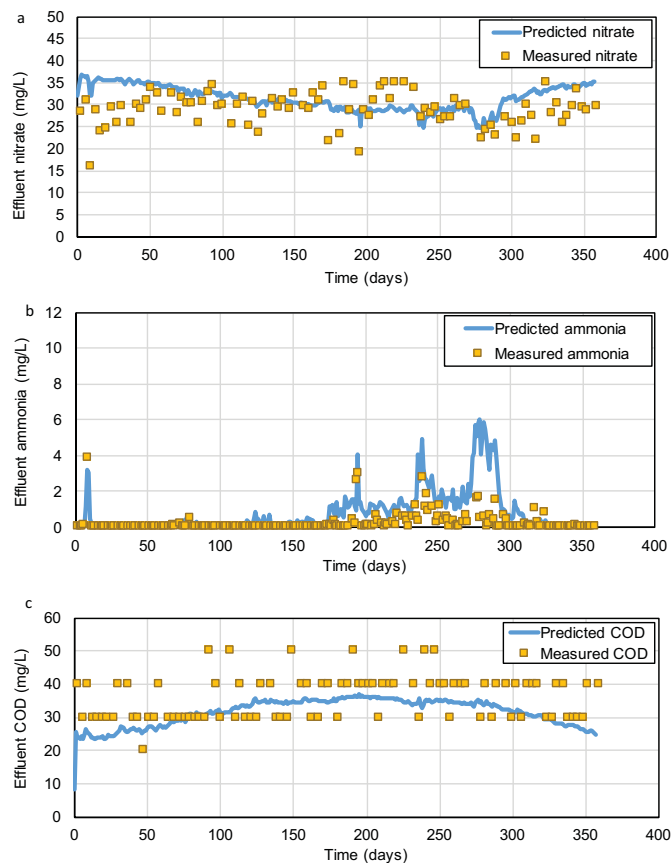 a
50
45
40
35
30
25
20
15
10
5
0
Effluent nitrate (mg/L)
Predicted nitrate
Measured nitrate
0 50 100 150 200 250 300 350 400
Time (days)
b
12
10
8
6
4
2
0
Effluent ammonia (mg/L)
Predicted ammonia
Measured ammonia
0 50 100 150 200 250 300 350 400
Time (days)
c
60
50
40
30
20
10
0
Effluent COD (mg/L)
Predicted COD
Measured COD
0 50 100 150 200 250 300 350 400
Time (days)